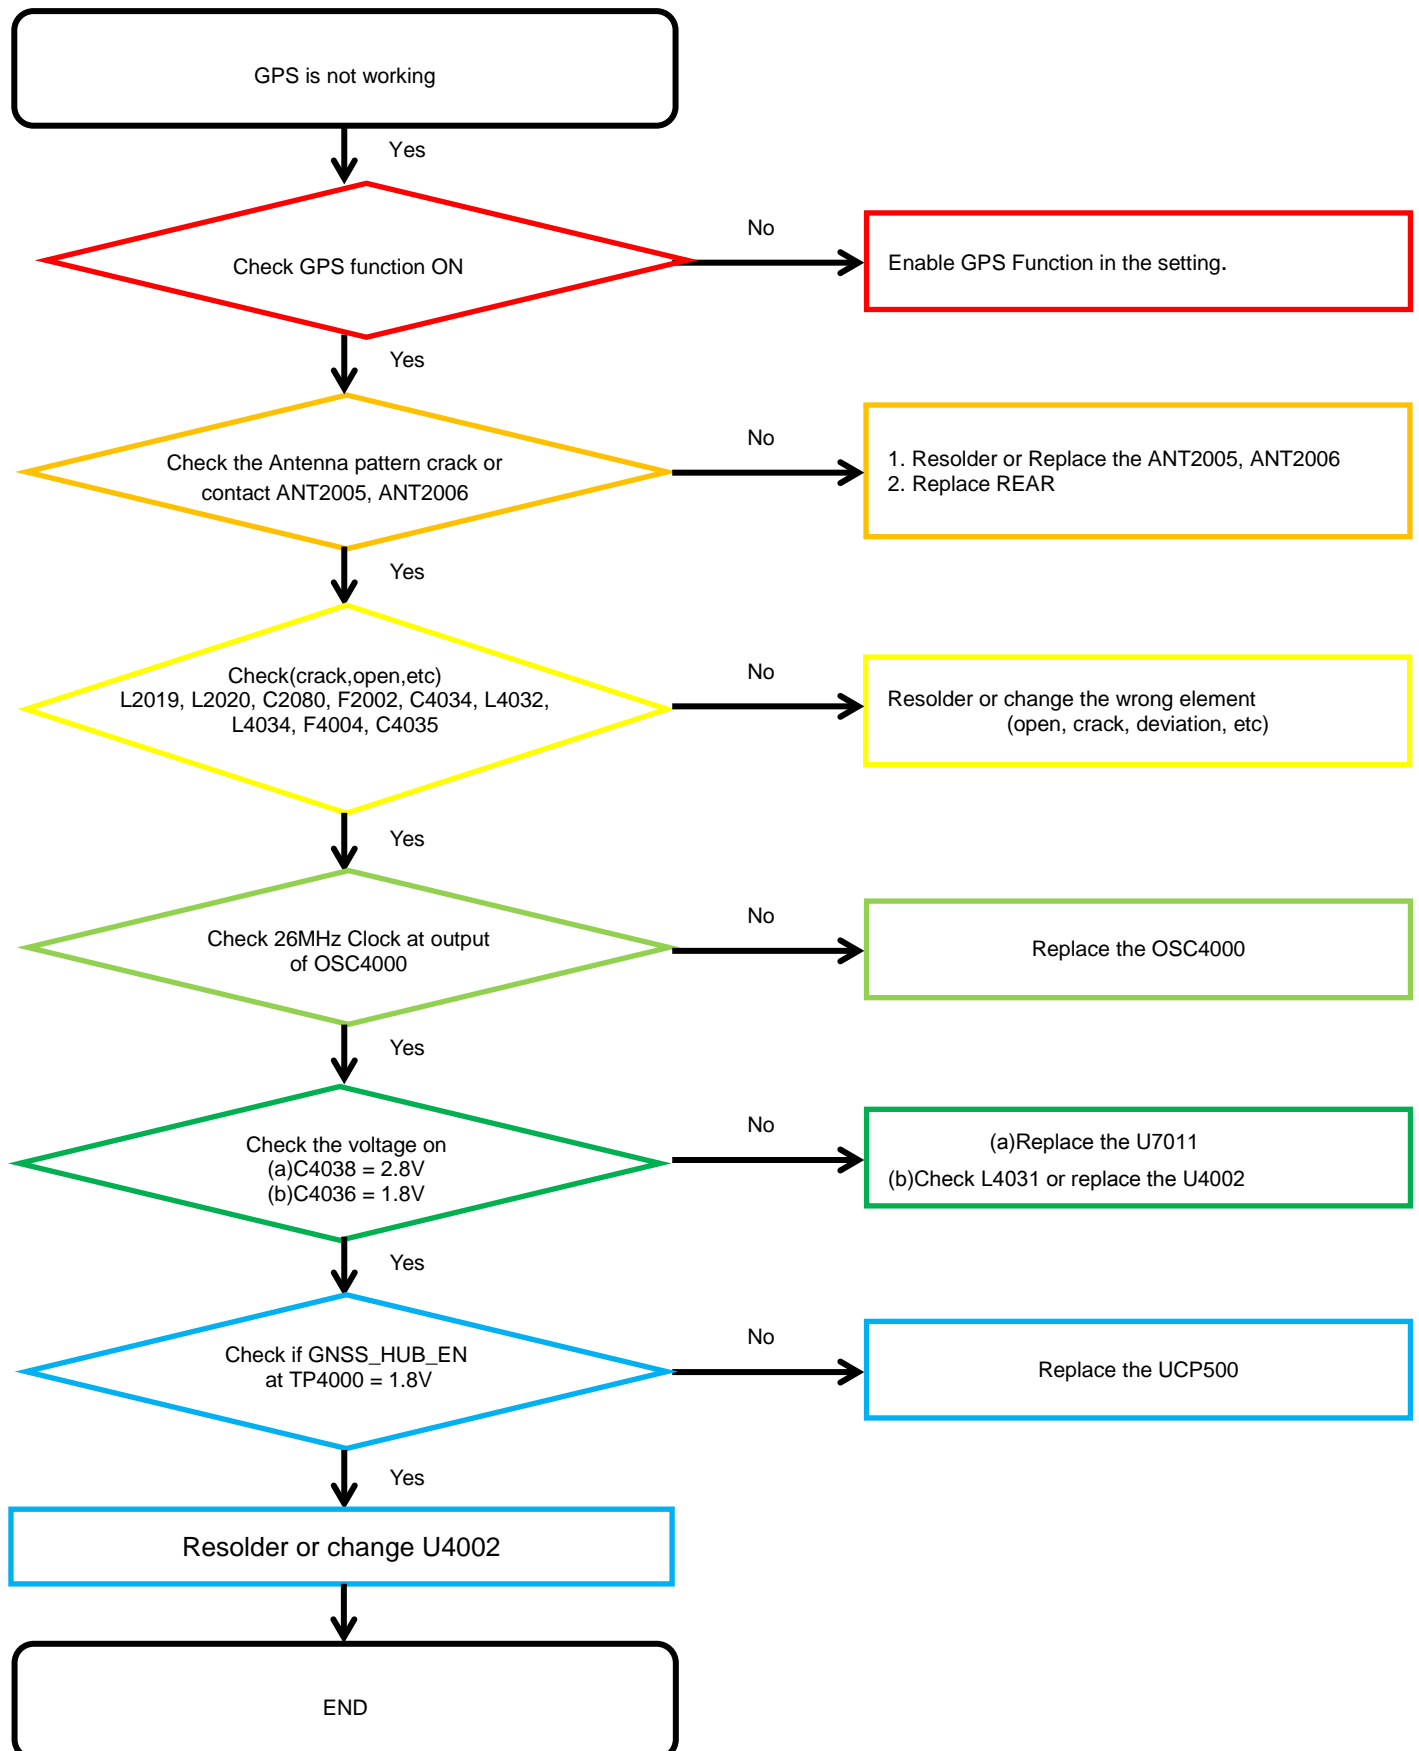 GPS is not working
Yes
Check GPS function ON
No
Enable GPS Function in the setting.
Yes
Check the Antenna pattern crack or
contact ANT2005, ANT2006
No
1. Resolder or Replace the ANT2005, ANT2006
2. Replace REAR
Yes
Check(crack,open,etc)
L2019, L2020, C2080, F2002, C4034, L4032,
L4034, F4004, C4035
No
Resolder or change the wrong element
(open, crack, deviation, etc)
Yes
Check 26MHz Clock at output
of OSC4000
No
Replace the OSC4000
Yes
Check the voltage on
(a)C4038 = 2.8V
(b)C4036 = 1.8V
No
(a)Replace the U7011
(b)Check L4031 or replace the U4002
Yes
Check if GNSS_HUB_EN
at TP4000 = 1.8V
No
Replace the UCP500
Yes
Resolder or change U4002
END